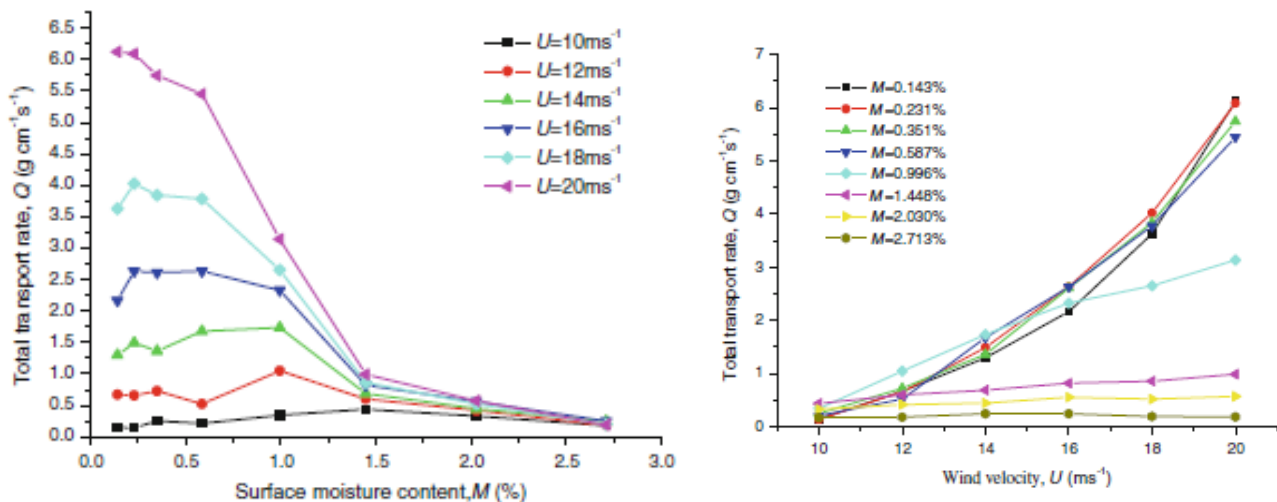 6.5
6.0
5.5
5.0
4.5
4.0
3.5
3.0
2.5
2.0
1.5
1.0
0.5
0.0
Total transport rate, Q (g cm⁻¹s⁻¹)
U=10ms⁻¹
U=12ms⁻¹
U=14ms⁻¹
U=16ms⁻¹
U=18ms⁻¹
U=20ms⁻¹
0.0 0.5 1.0 1.5 2.0 2.5 3.0
Surface moisture content,M (%)
7
6
5
4
3
2
1
0
Total transport rate, Q (g cm⁻¹s⁻¹)
M=0.143%
M=0.231%
M=0.351%
M=0.587%
M=0.996%
M=1.448%
M=2.030%
M=2.713%
10 12 14 16 18 20
Wind velocity, U (ms⁻¹)